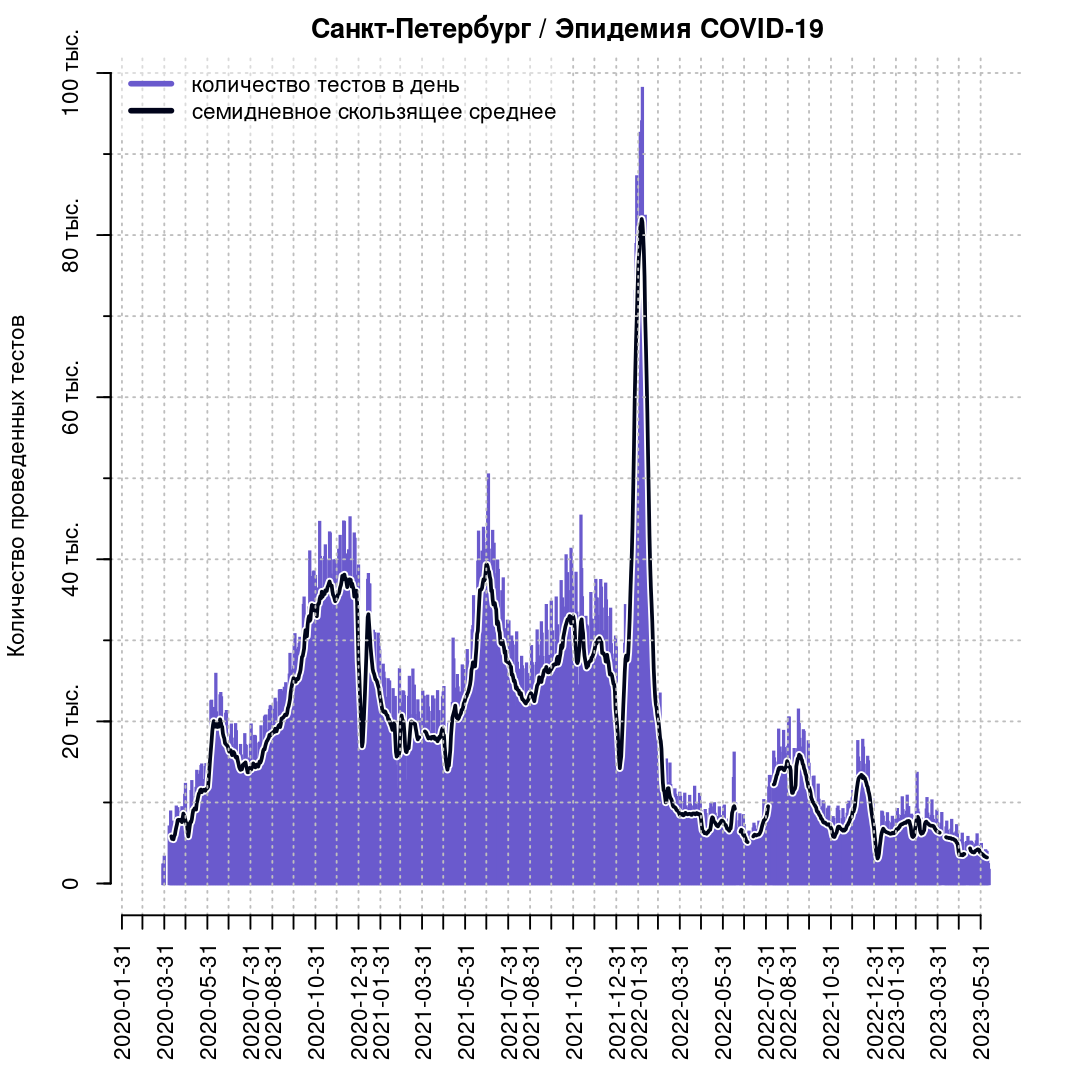 Санкт-Петербург / Эпидемия COVID-19
количество тестов в день
семидневное скользящее среднее
Количество проведенных тестов
100 тыс.
80 тыс.
60 тыс.
40 тыс.
20 тыс.
0
2020-01-31
2020-03-31
2020-05-31
2020-07-31
2020-08-31
2020-10-31
2020-12-31
2021-01-31
2021-03-31
2021-05-31
2021-07-31
2021-08-31
2021-10-31
2021-12-31
2022-01-31
2022-03-31
2022-05-31
2022-07-31
2022-08-31
2022-10-31
2022-12-31
2023-01-31
2023-03-31
2023-05-31